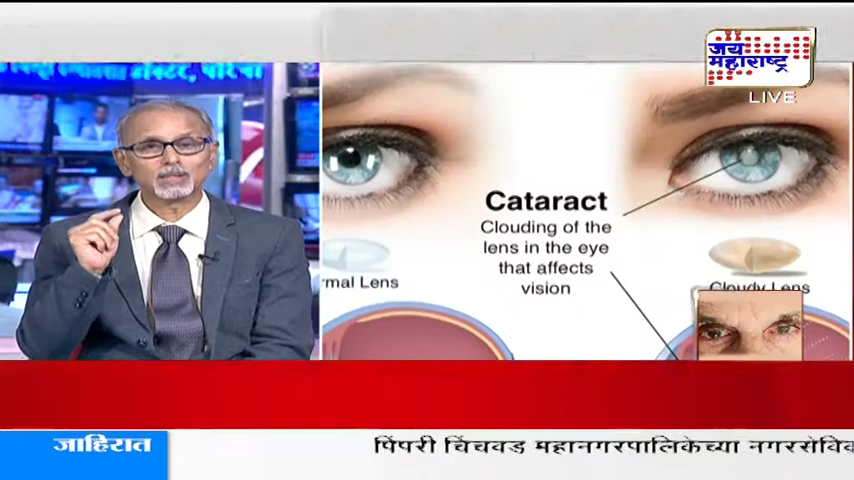 जय
महाराष्ट्र
LIVE
Cataract
Clouding of the
lens in the eye
that affects
vision
rmal Lens
Cloudy Lens
जाहिरात
पिंपरी चिंचवड महानगरपालिकेच्या नगरसेविक